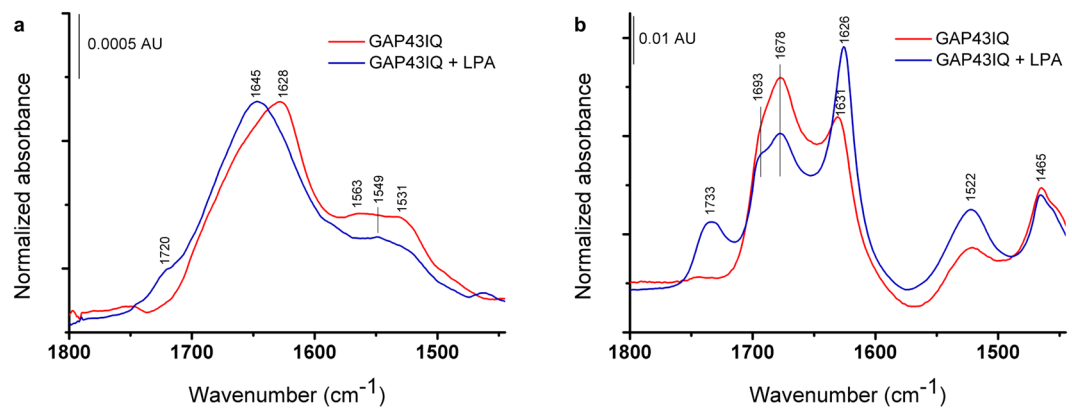 a
0.0005 AU
GAP43IQ
GAP43IQ + LPA
1645
1628
1720
1563
1549
1531
Normalized absorbance
1800
1700
1600
1500
Wavenumber (cm⁻¹)
b
0.01 AU
GAP43IQ
GAP43IQ + LPA
1626
1678
1693
1631
1733
1522
1465
Normalized absorbance
1800
1700
1600
1500
Wavenumber (cm⁻¹)